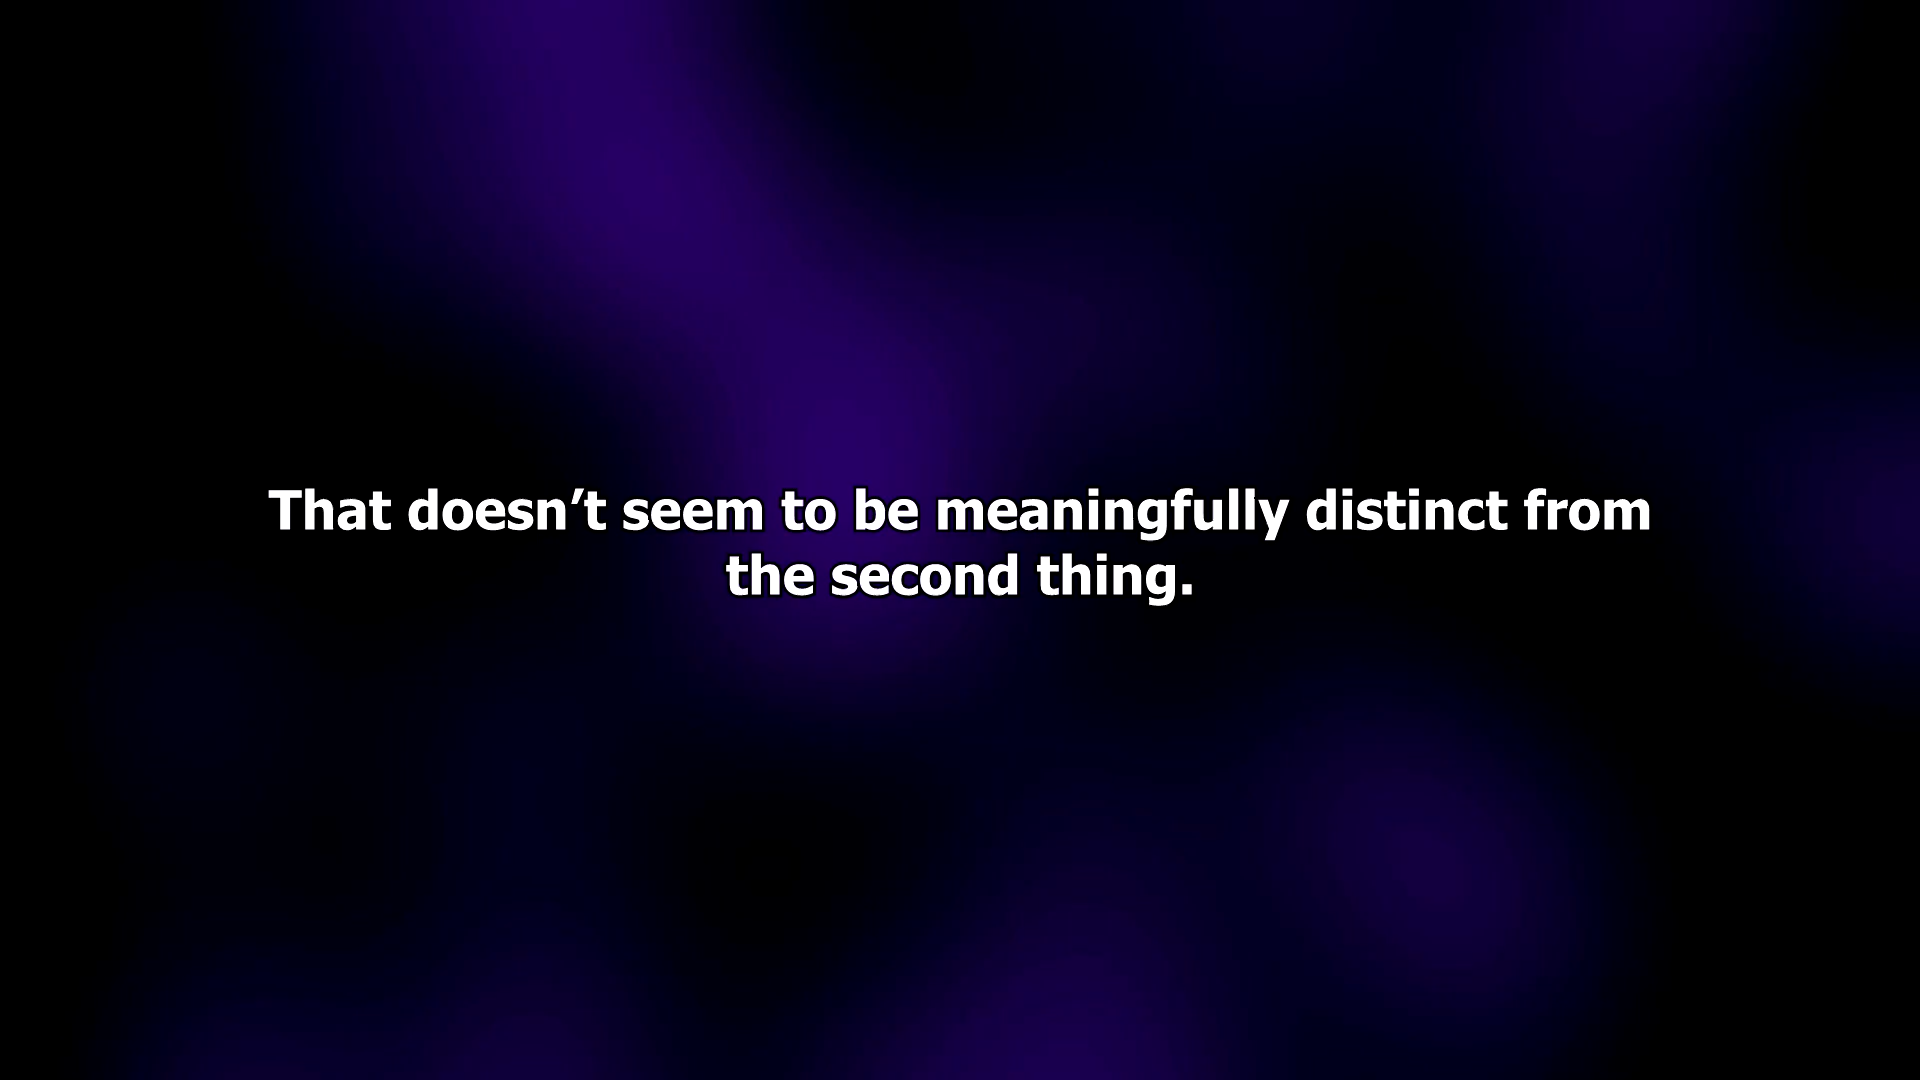 That doesn’t seem to be meaningfully distinct from
the second thing.